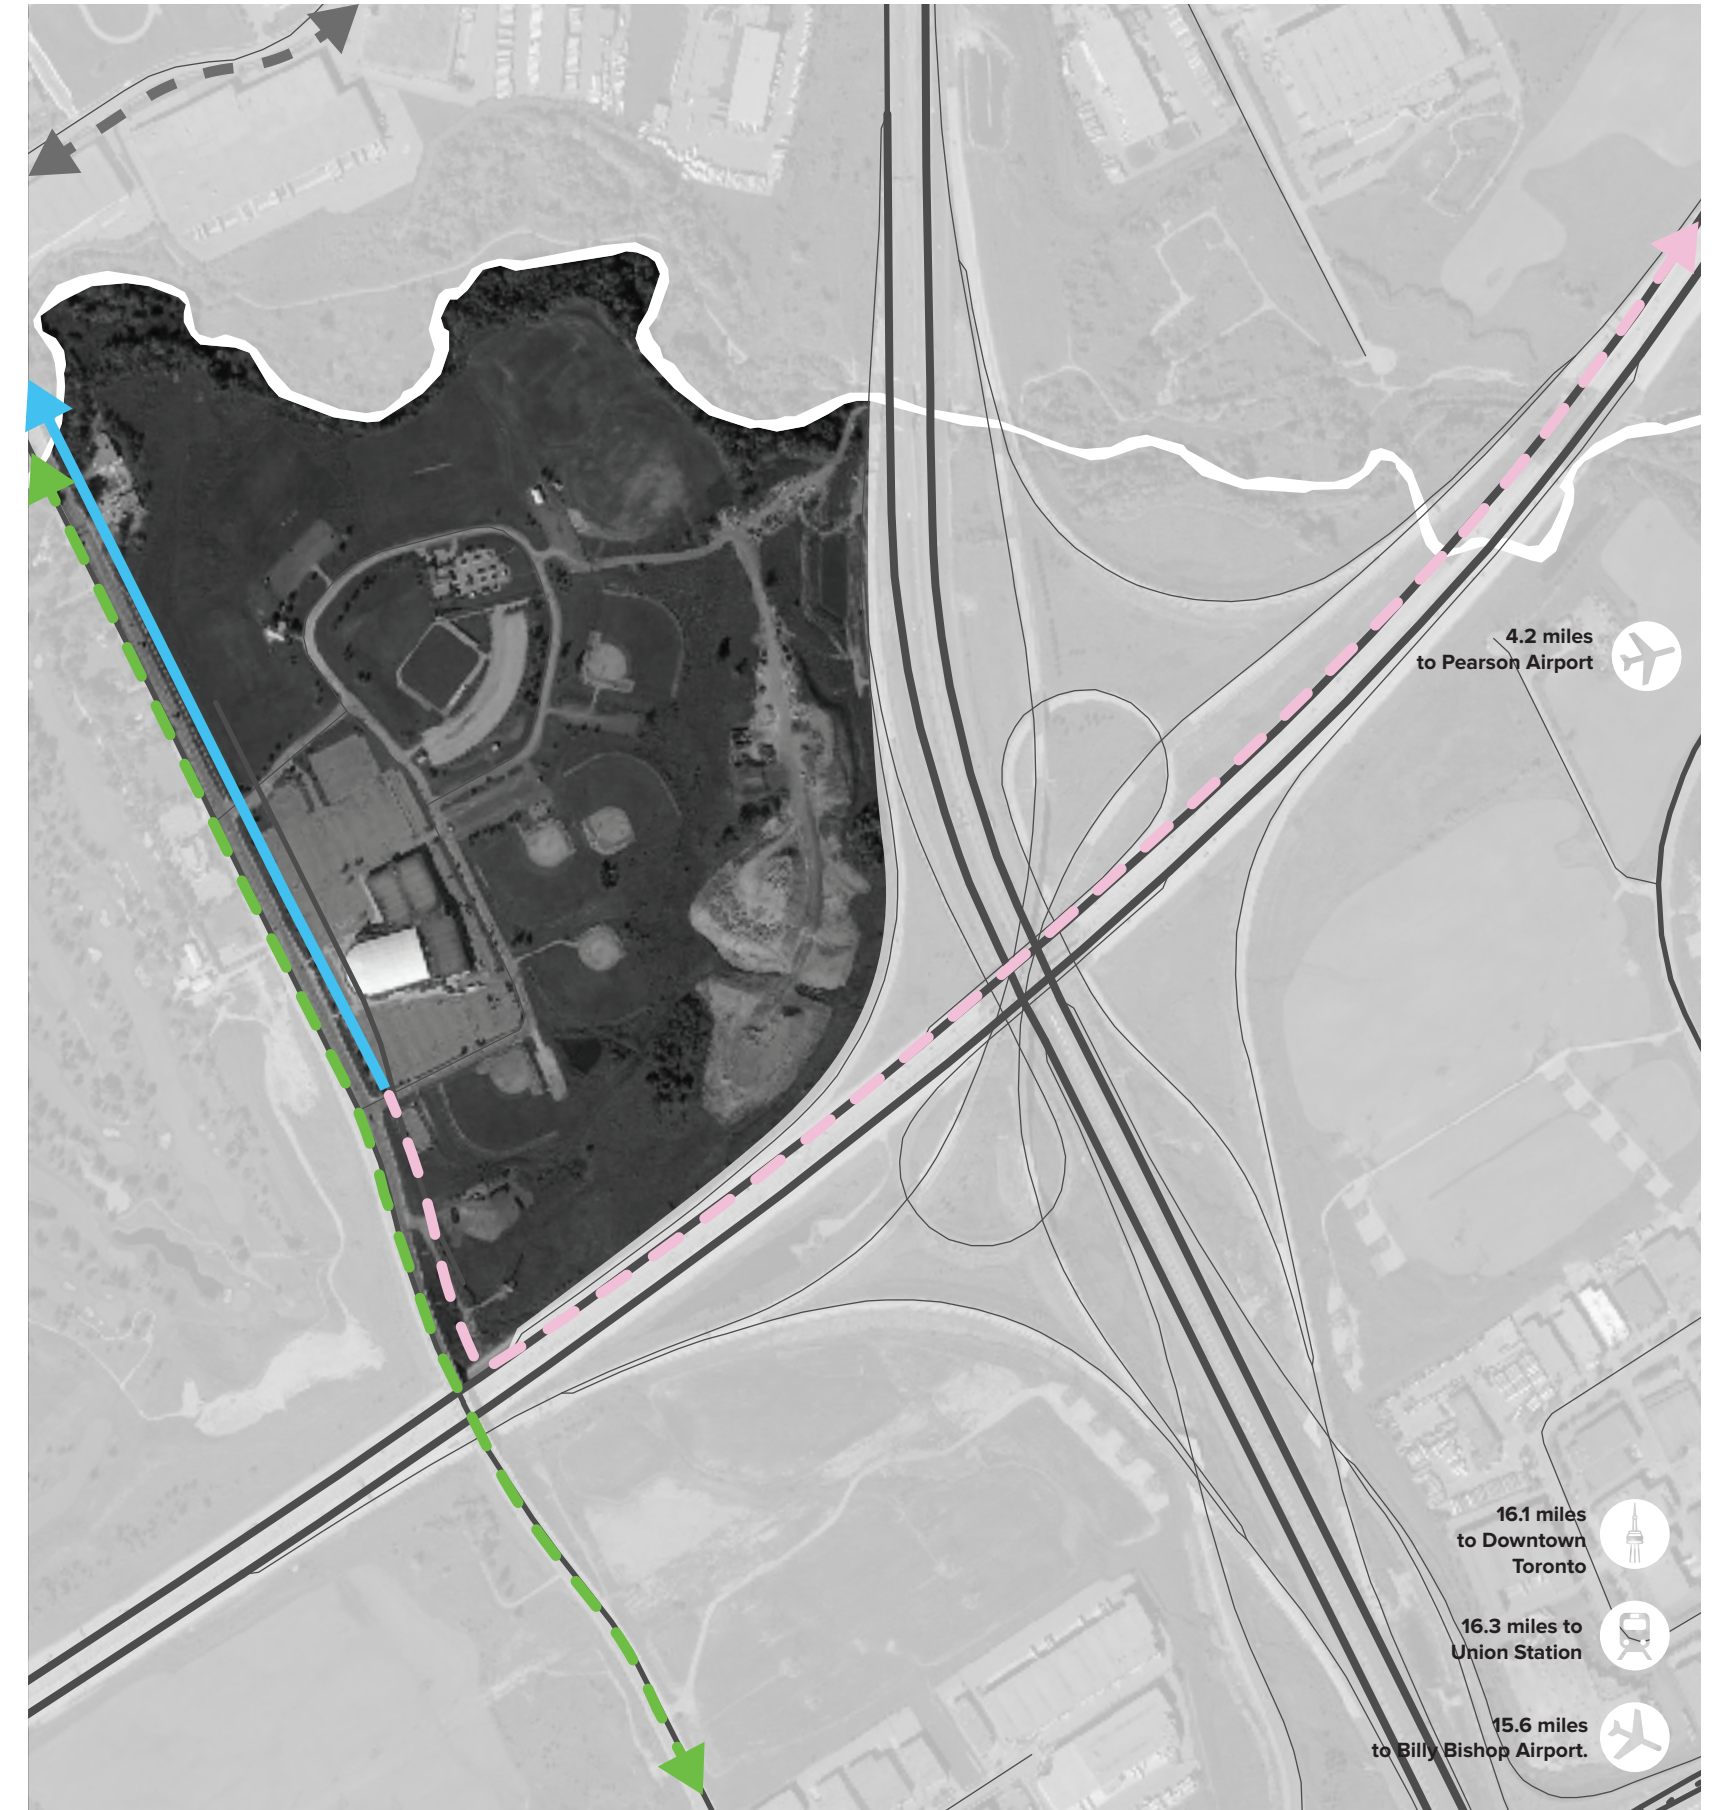 4.2 miles
to Pearson Airport
16.1 miles
to Downtown
Toronto
16.3 miles to
Union Station
15.6 miles
to Billy Bishop Airport.